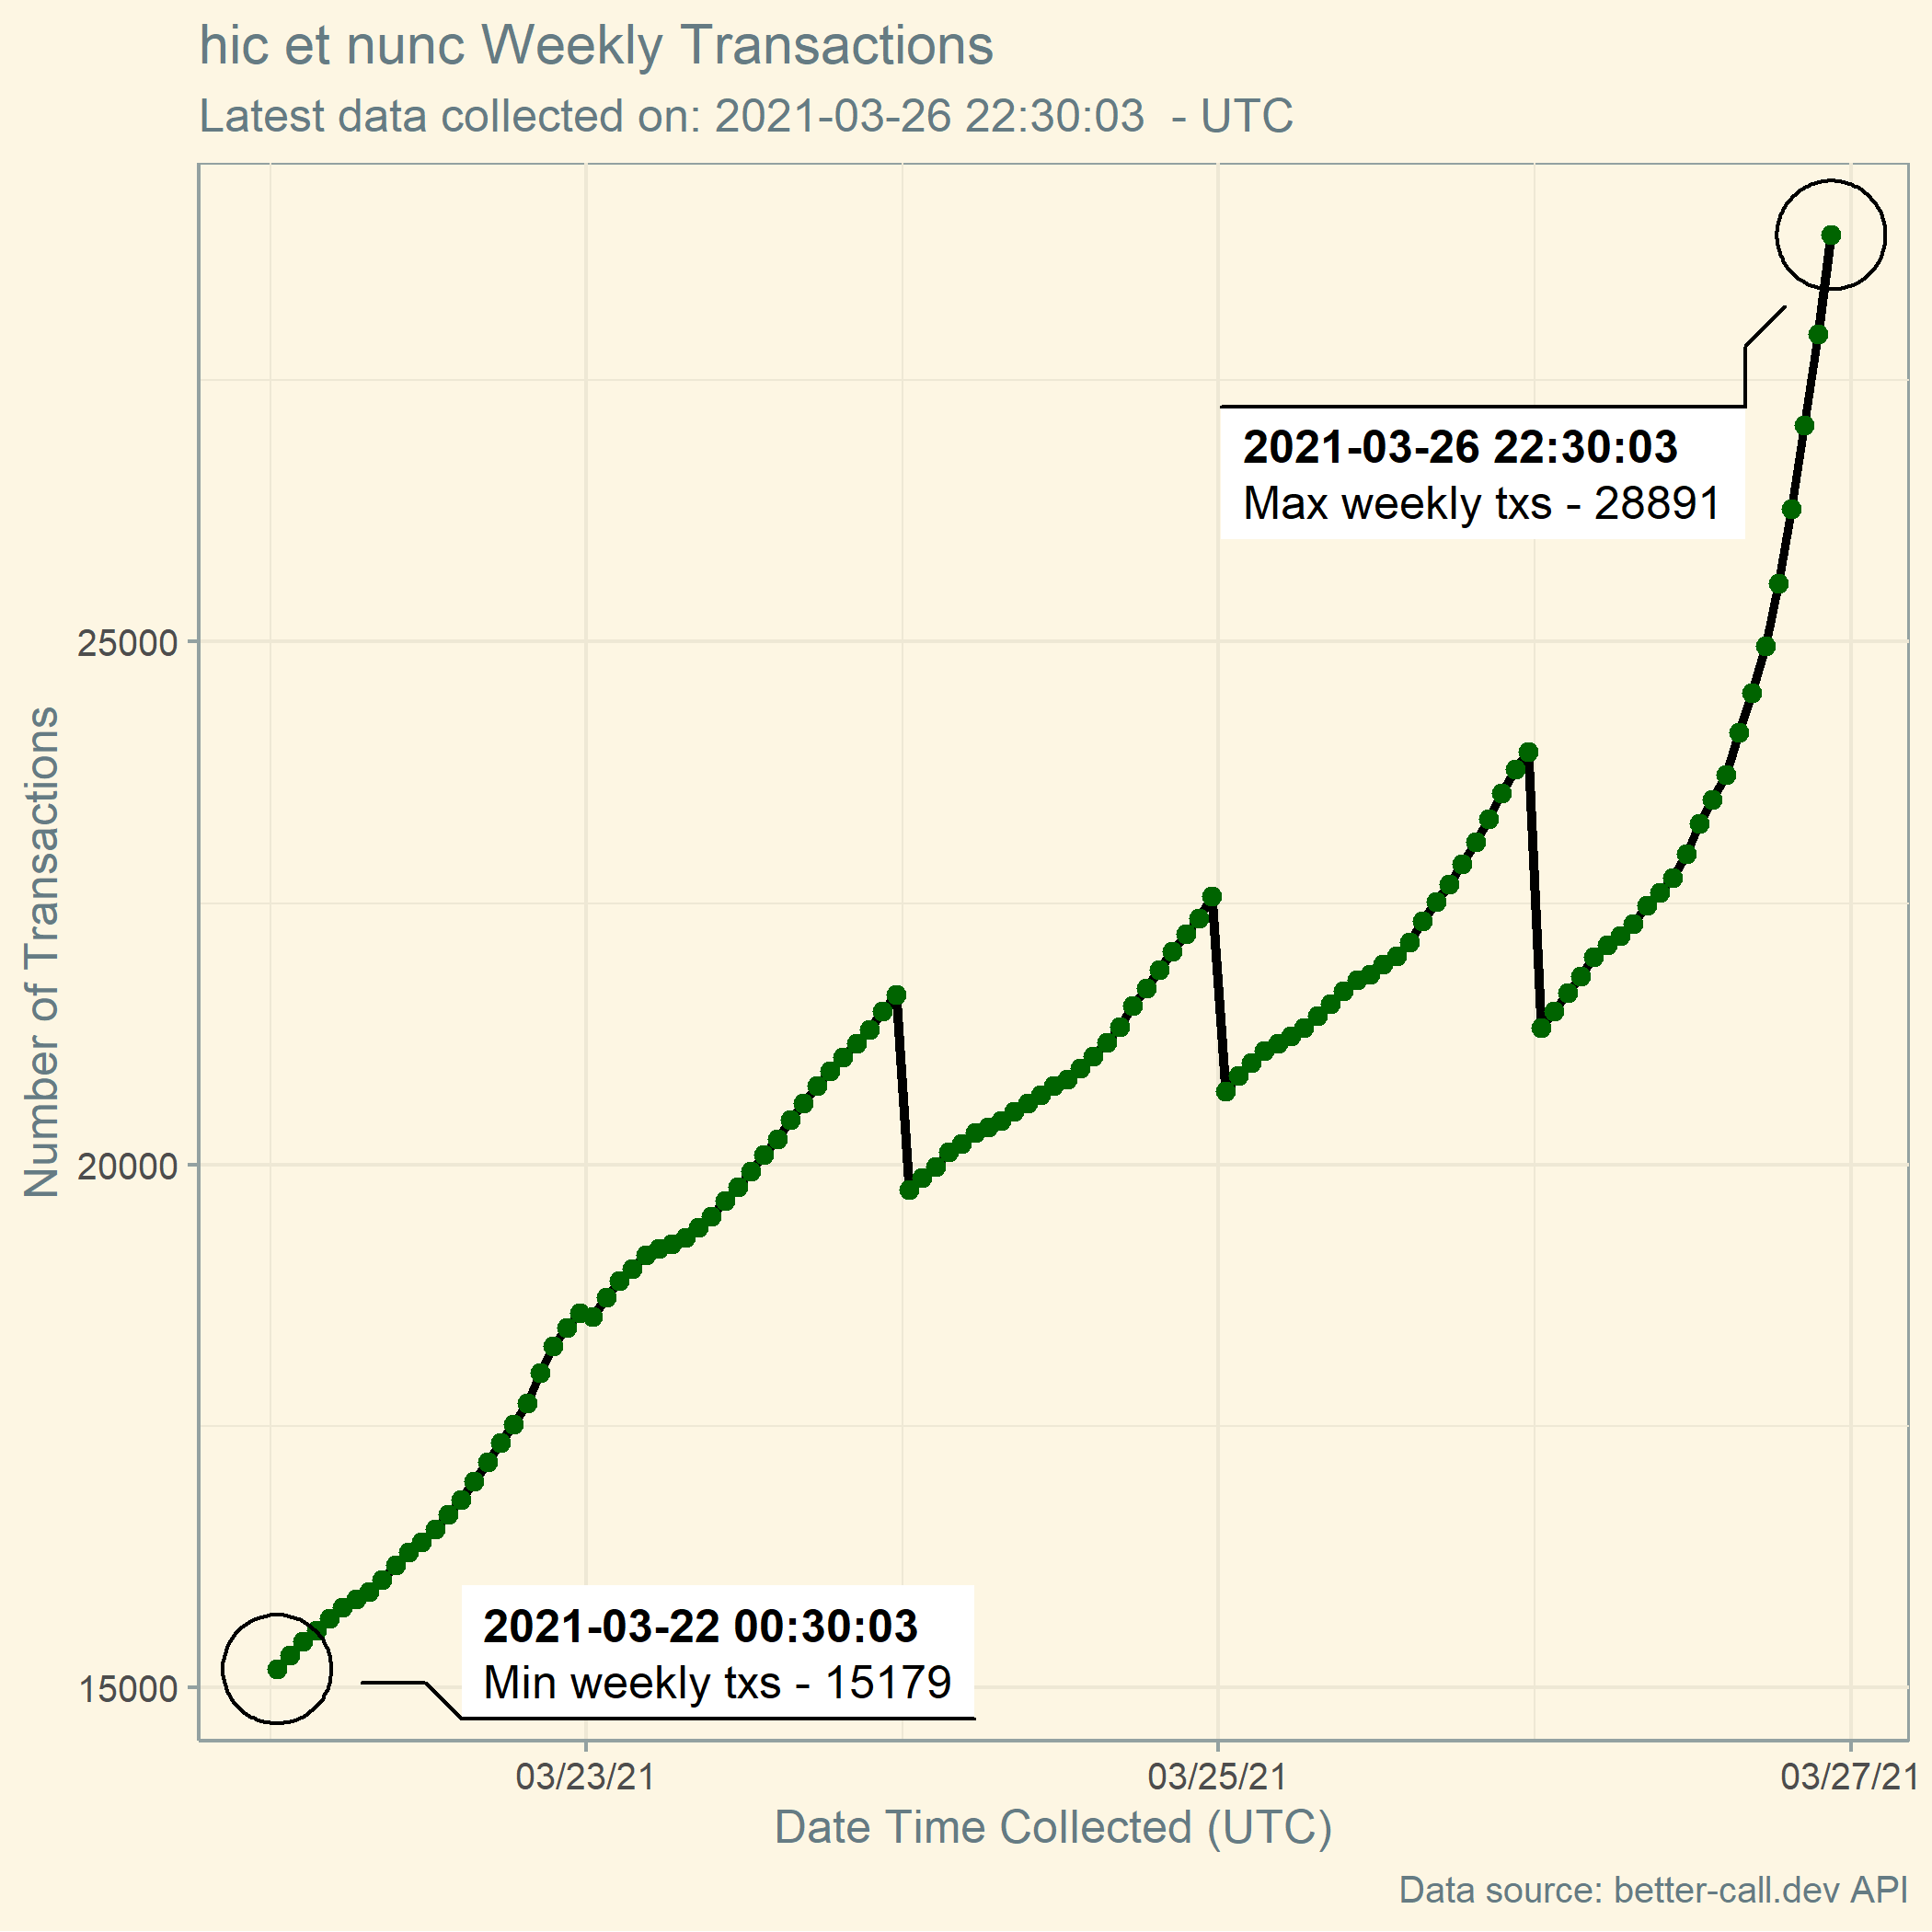 hic et nunc Weekly Transactions
Latest data collected on: 2021-03-26 22:30:03  - UTC
Number of Transactions
25000
20000
15000
2021-03-26 22:30:03
Max weekly txs - 28891
2021-03-22 00:30:03
Min weekly txs - 15179
03/23/21
03/25/21
03/27/21
Date Time Collected (UTC)
Data source: better-call.dev API